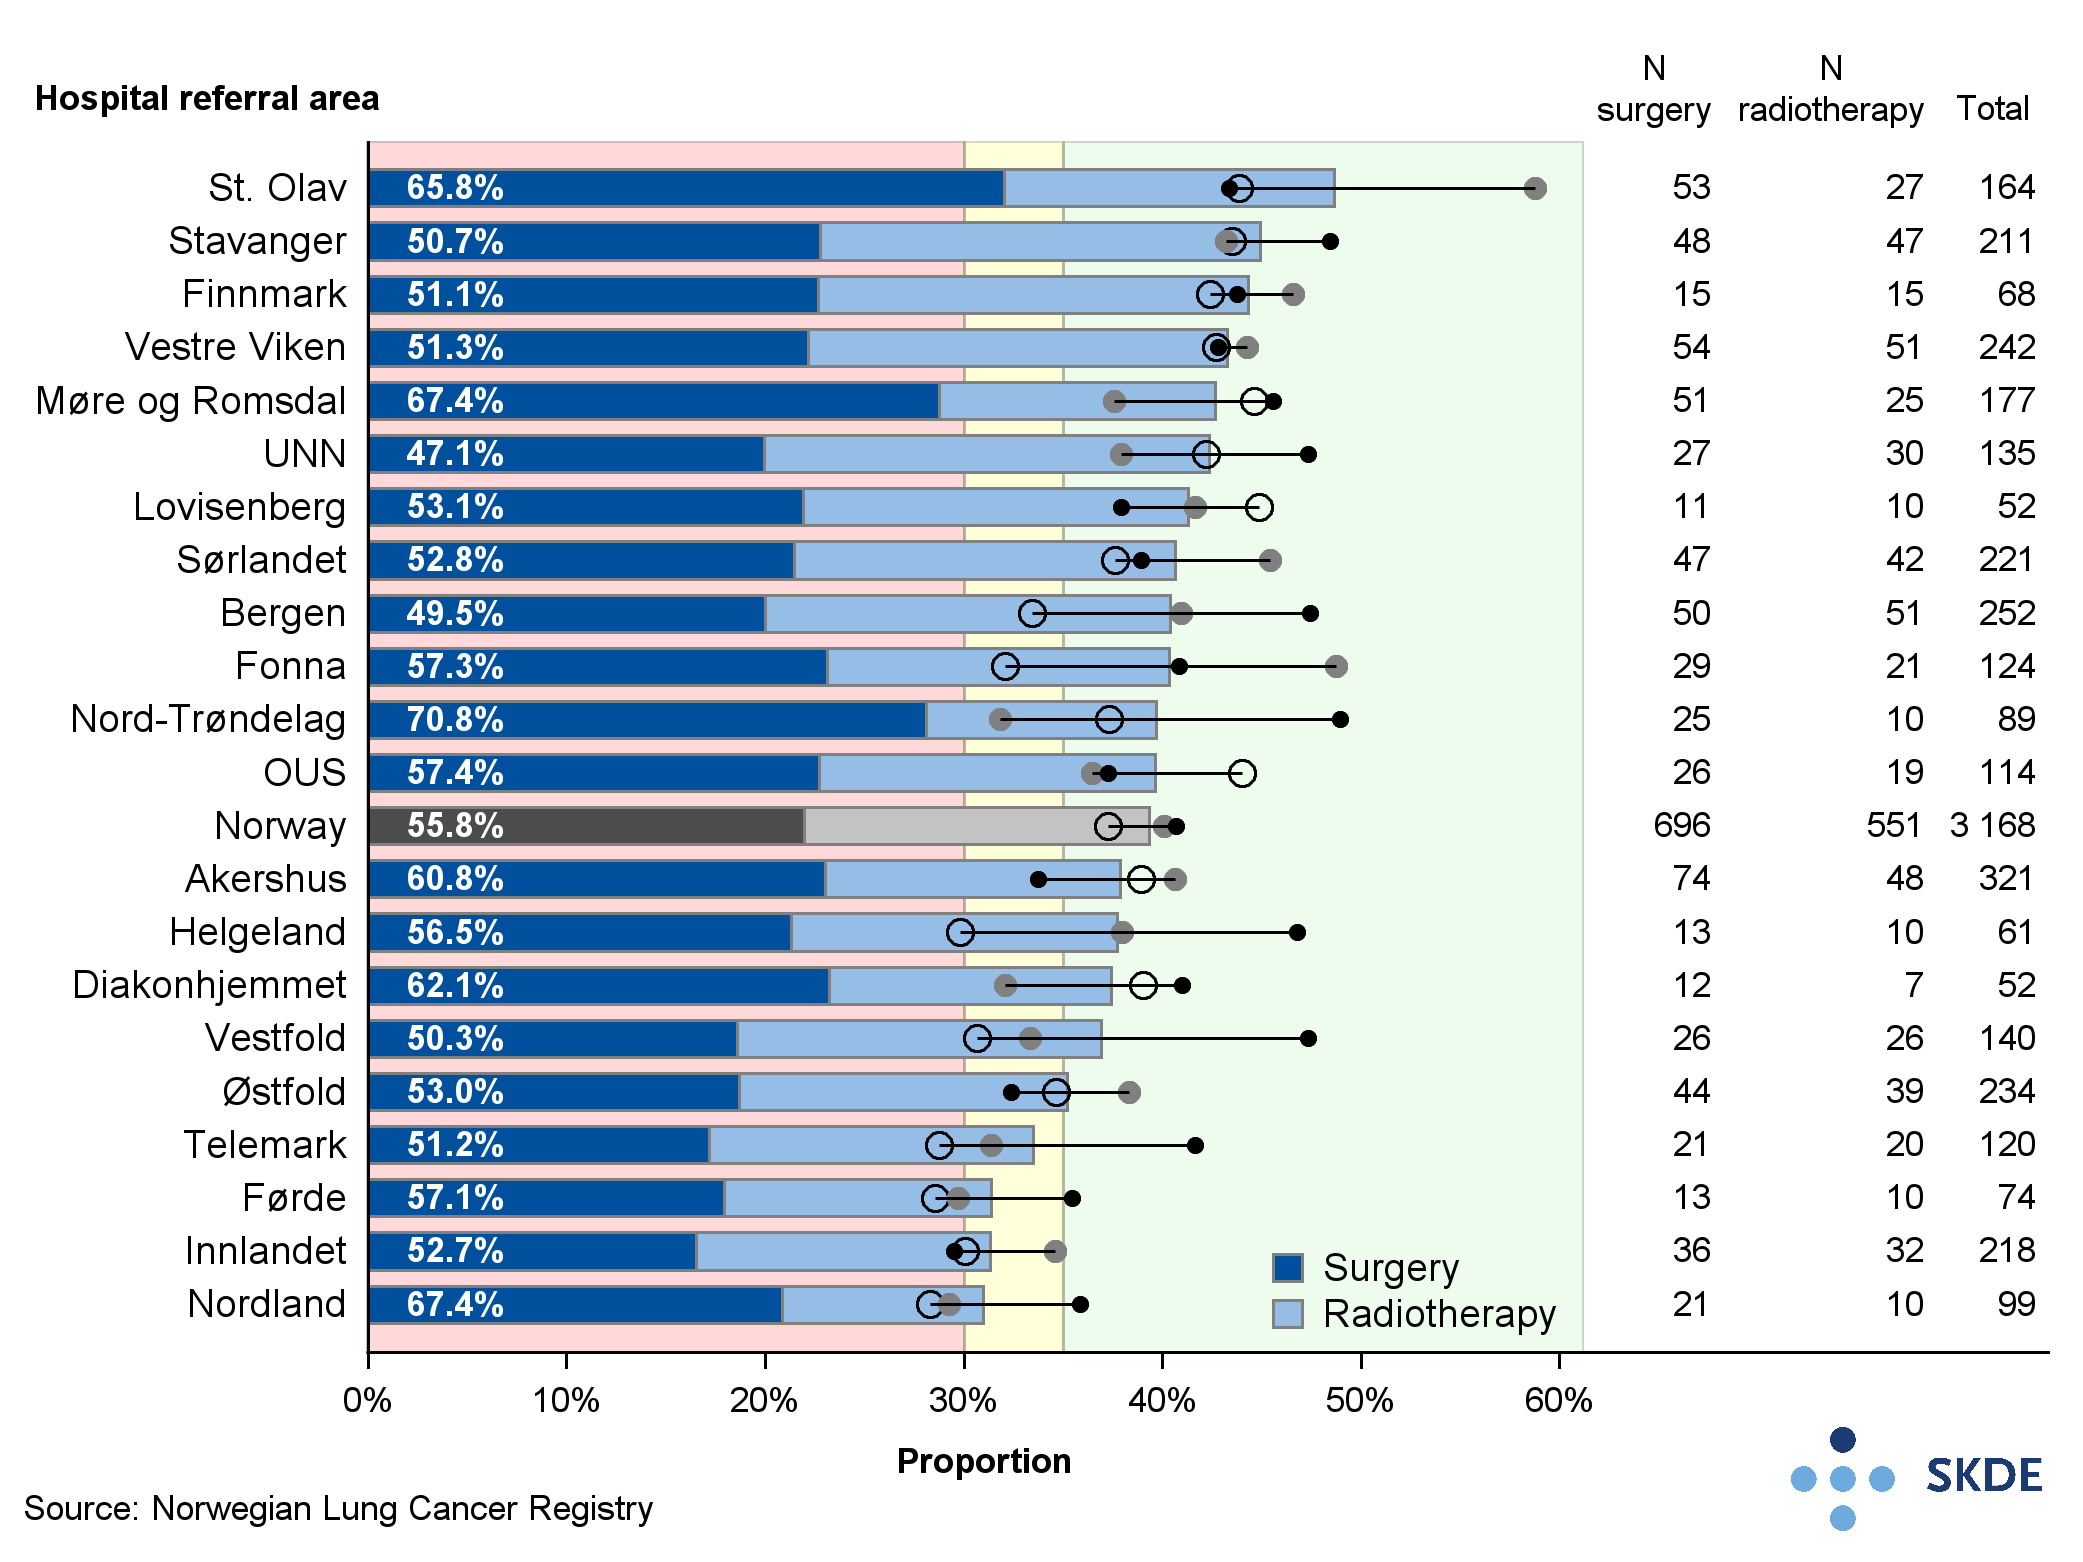 N N
Hospital referral area surgery radiotherapy Total
St. Olav 65.8% 53 27 164
Stavanger 50.7% 48 47 211
Finnmark 51.1% 15 15 68
Vestre Viken 51.3% 54 51 242
Møre og Romsdal 67.4% 51 25 177
UNN 47.1% 27 30 135
Lovisenberg 53.1% 11 10 52
Sørlandet 52.8% 47 42 221
Bergen 49.5% 50 51 252
Fonna 57.3% 29 21 124
Nord-Trøndelag 70.8% 25 10 89
OUS 57.4% 26 19 114
Norway 55.8% 696 551 3 168
Akershus 60.8% 74 48 321
Helgeland 56.5% 13 10 61
Diakonhjemmet 62.1% 12 7 52
Vestfold 50.3% 26 26 140
Østfold 53.0% 44 39 234
Telemark 51.2% 21 20 120
Førde 57.1% 13 10 74
Innlandet 52.7% 36 32 218
Nordland 67.4% 21 10 99
Surgery
Radiotherapy
0% 10% 20% 30% 40% 50% 60%
Proportion
Source: Norwegian Lung Cancer Registry
SKDE